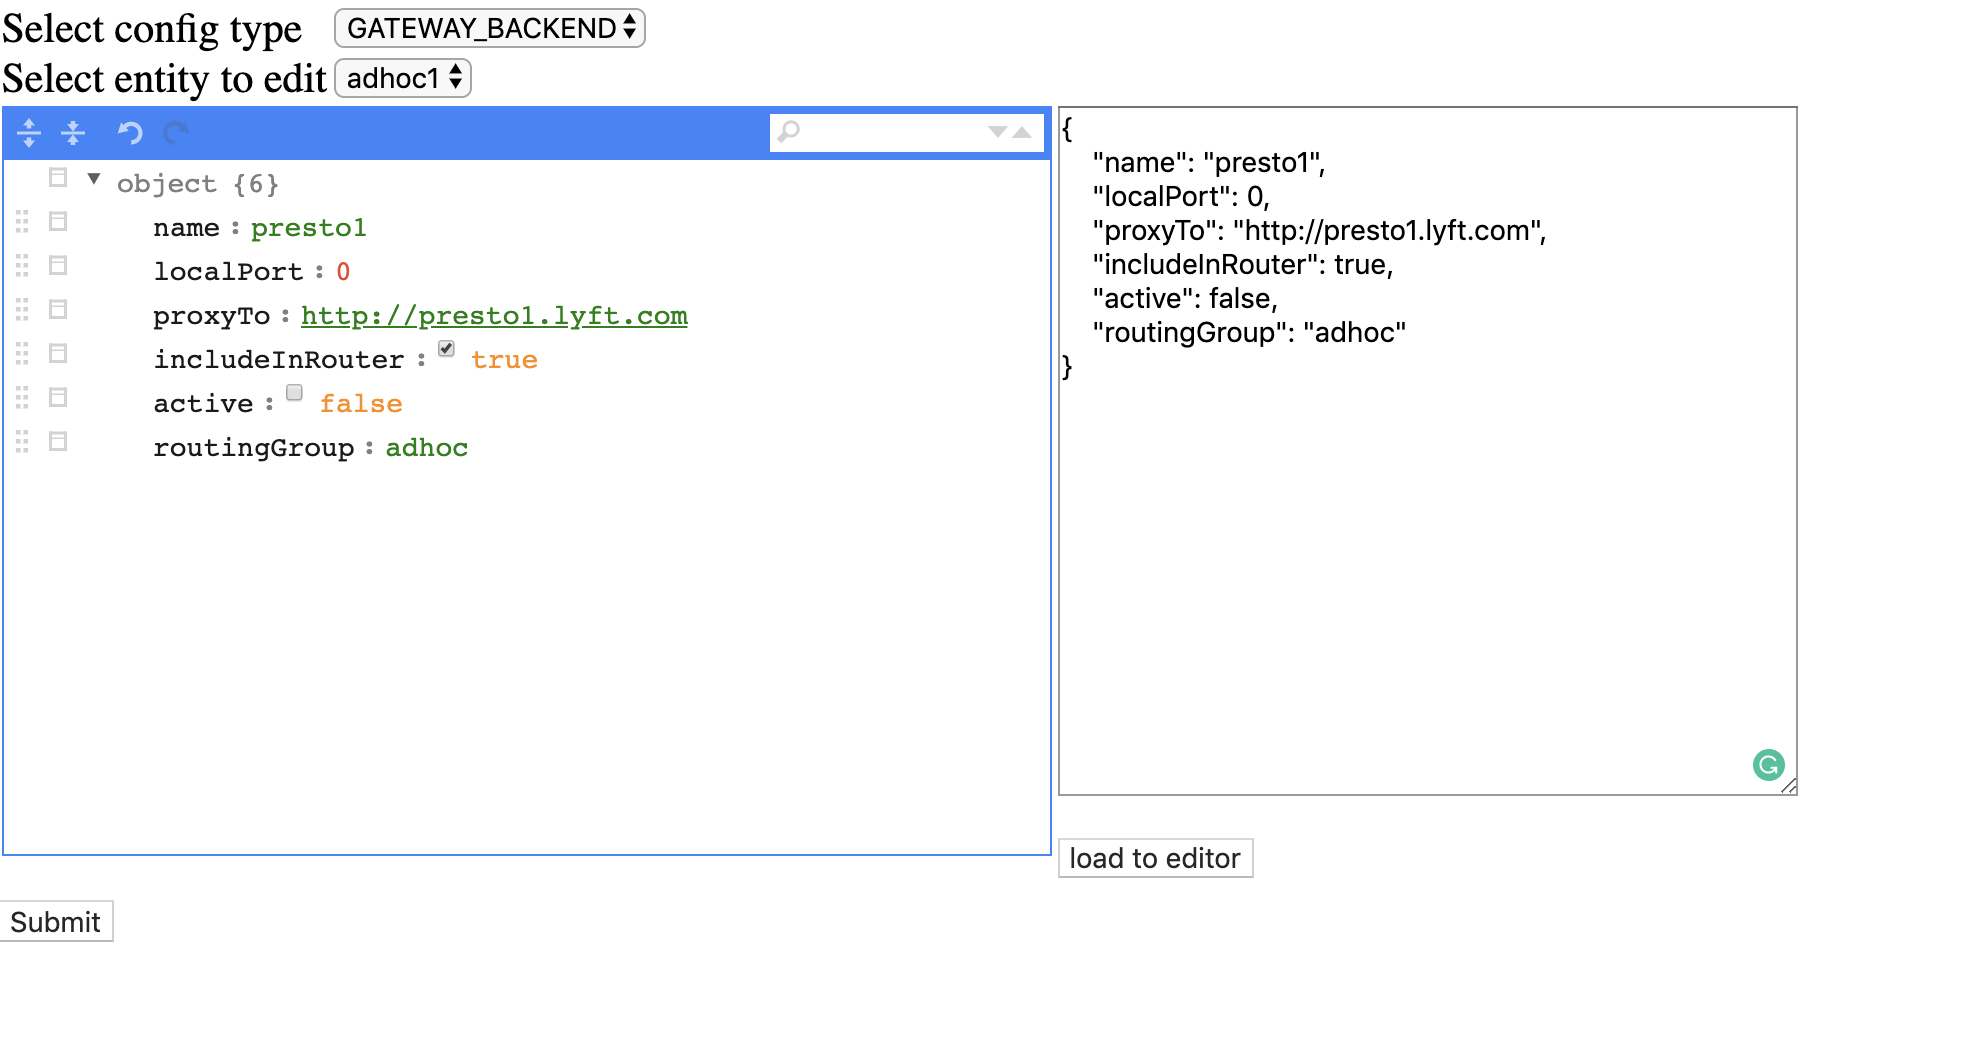 Select config type GATEWAY_BACKEND
Select entity to edit adhoc1
object {6}
name : presto1
localPort : 0
proxyTo : http://presto1.lyft.com
includeInRouter : true
active : false
routingGroup : adhoc
{
"name": "presto1",
"localPort": 0,
"proxyTo": "http://presto1.lyft.com",
"includeInRouter": true,
"active": false,
"routingGroup": "adhoc"
}
load to editor
Submit